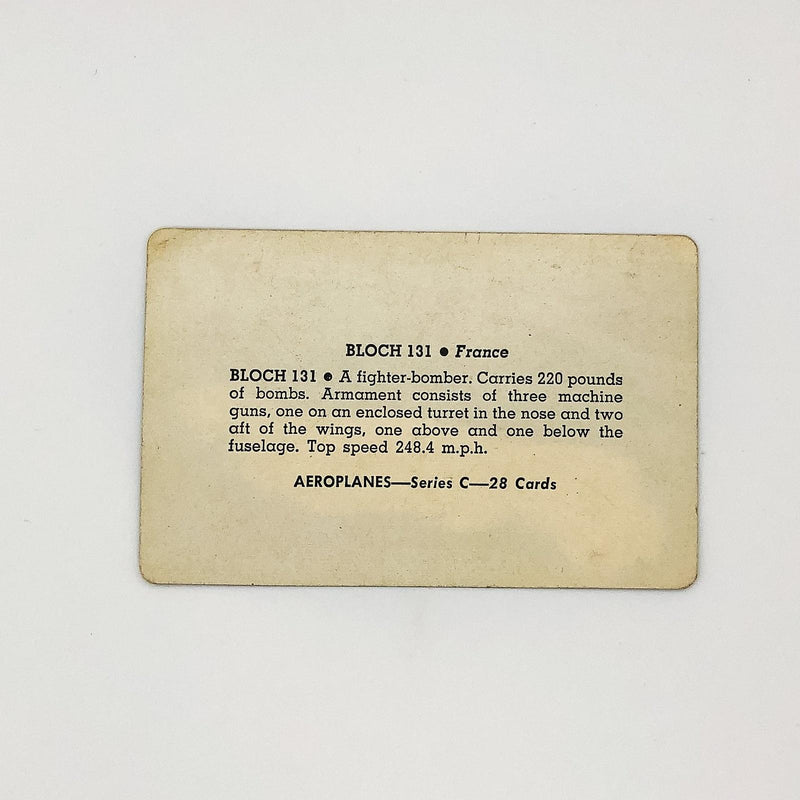 BLOCH 131 ● France
BLOCH 131 ● A fighter-bomber. Carries 220 pounds
of bombs. Armament consists of three machine
guns, one on an enclosed turret in the nose and two
aft of the wings, one above and one below the
fuselage. Top speed 248.4 m.p.h.
AEROPLANES—Series C—28 Cards